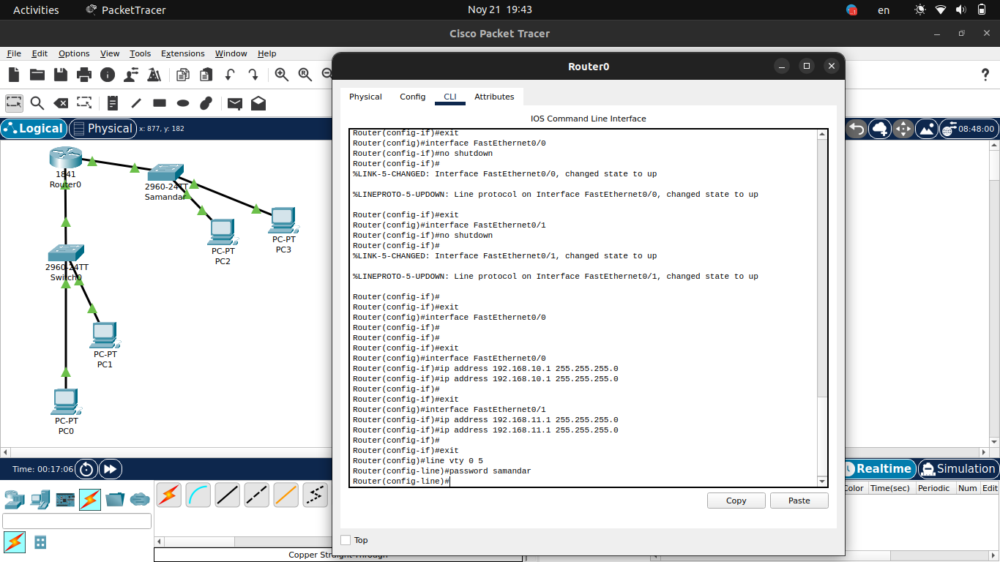 Activities
PacketTracer
Noy 21 19:43
en
Cisco Packet Tracer
File Edit Options View Tools Extensions Window Help
Logical
Physical
x: 877, y: 182
08:48:00
1841
Router0
2960-24TT
Samandar
PC-PT
PC2
PC-PT
PC3
2960-24TT
Switch0
PC-PT
PC1
PC-PT
PC0
Router0
Physical Config CLI Attributes
IOS Command Line Interface
Router(config-if)#exit
Router(config)#interface FastEthernet0/0
Router(config-if)#no shutdown
Router(config-if)#
%LINK-5-CHANGED: Interface FastEthernet0/0, changed state to up
%LINEPROTO-5-UPDOWN: Line protocol on Interface FastEthernet0/0, changed state to up
Router(config-if)#exit
Router(config)#interface FastEthernet0/1
Router(config-if)#no shutdown
Router(config-if)#
%LINK-5-CHANGED: Interface FastEthernet0/1, changed state to up
%LINEPROTO-5-UPDOWN: Line protocol on Interface FastEthernet0/1, changed state to up
Router(config-if)#
Router(config-if)#exit
Router(config)#interface FastEthernet0/0
Router(config-if)#
Router(config-if)#
Router(config-if)#exit
Router(config)#interface FastEthernet0/0
Router(config-if)#ip address 192.168.10.1 255.255.255.0
Router(config-if)#ip address 192.168.10.1 255.255.255.0
Router(config-if)#
Router(config-if)#exit
Router(config)#interface FastEthernet0/1
Router(config-if)#ip address 192.168.11.1 255.255.255.0
Router(config-if)#ip address 192.168.11.1 255.255.255.0
Router(config-if)#
Router(config-if)#exit
Router(config)#line vty 0 5
Router(config-line)#password samandar
Router(config-line)#
Copy
Paste
Top
Time: 00:17:06
Realtime
Simulation
Color Time(sec) Periodic Num Edit
Copper Straight-Through